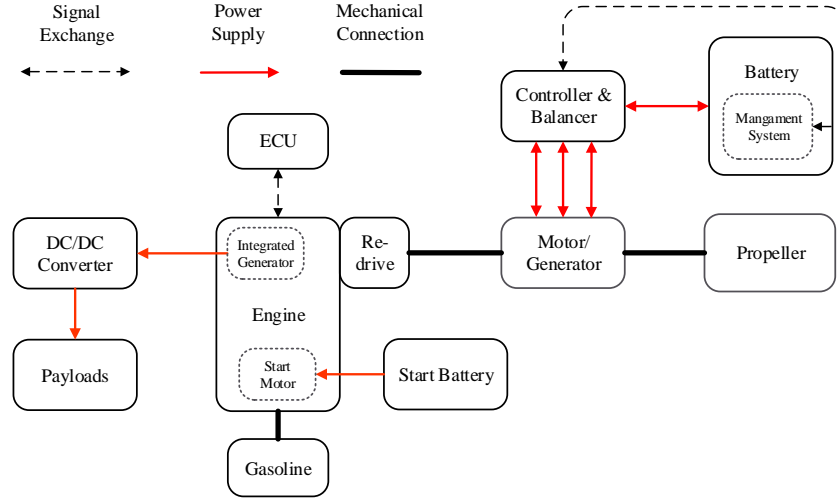 Signal
Exchange
Power
Supply
Mechanical
Connection
Controller &
Balancer
Battery
Mangament
System
ECU
DC/DC
Converter
Integrated
Generator
Re-
drive
Motor/
Generator
Propeller
Engine
Payloads
Start
Motor
Start Battery
Gasoline